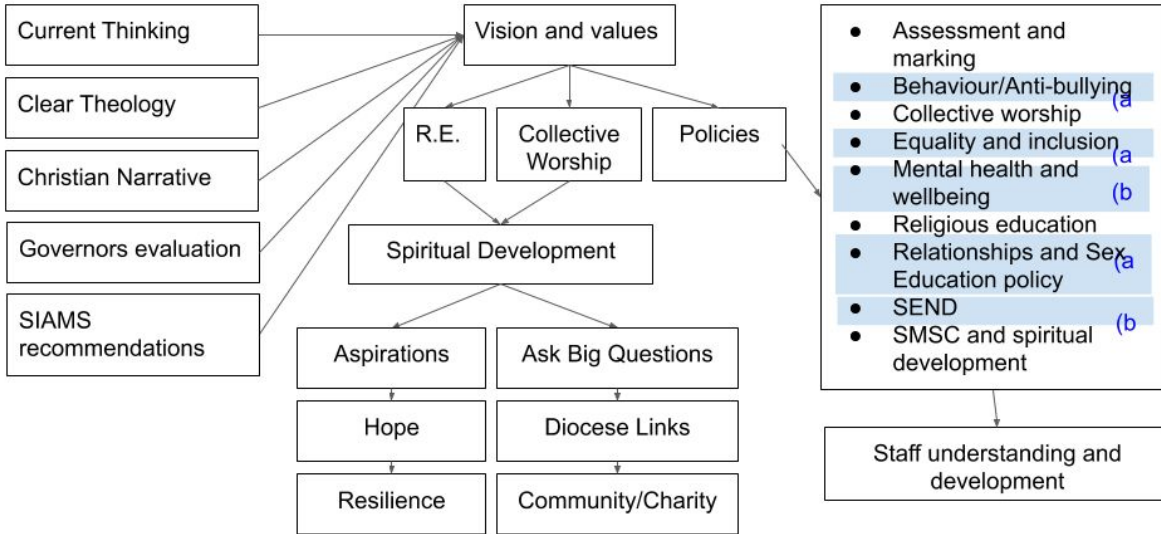 Current Thinking
Clear Theology
Christian Narrative
Governors evaluation
SIAMS
recommendations
Vision and values
R.E.
Collective
Worship
Policies
Spiritual Development
Aspirations
Ask Big Questions
Hope
Diocese Links
Resilience
Community/Charity
● Assessment and
marking
● Behaviour/Anti-bullying
(a
● Collective worship
● Equality and inclusion
(a
● Mental health and
wellbeing
(b
● Religious education
● Relationships and Sex
(a
Education policy
● SEND
(b
● SMSC and spiritual
development
Staff understanding and
development